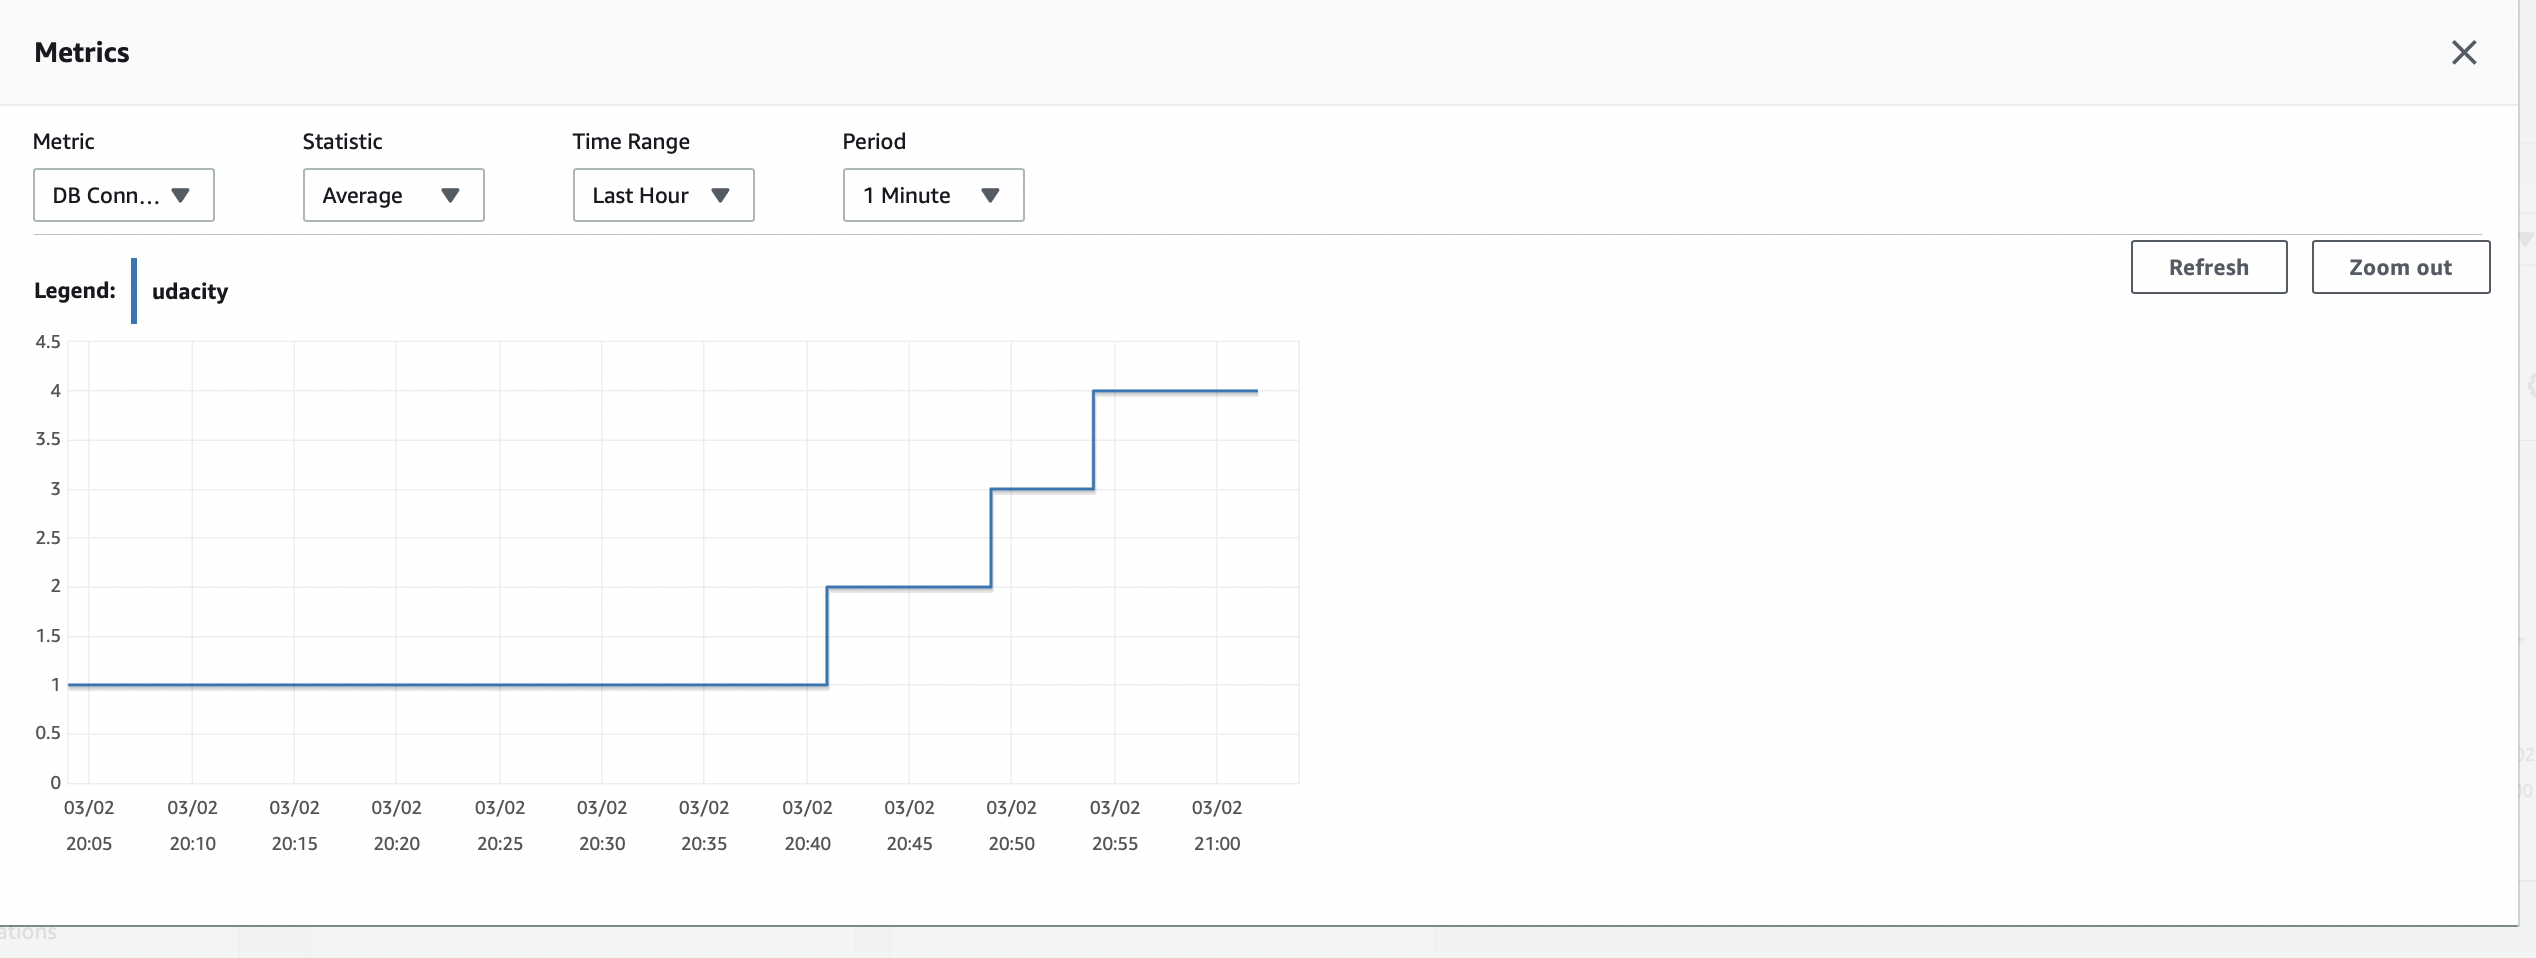 Metrics
Metric Statistic Time Range Period
DB Conn... Average Last Hour 1 Minute
Refresh Zoom out
Legend: udacity
4.5
4
3.5
3
2.5
2
1.5
1
0.5
0
03/02 03/02 03/02 03/02 03/02 03/02 03/02 03/02 03/02 03/02 03/02 03/02
20:05 20:10 20:15 20:20 20:25 20:30 20:35 20:40 20:45 20:50 20:55 21:00